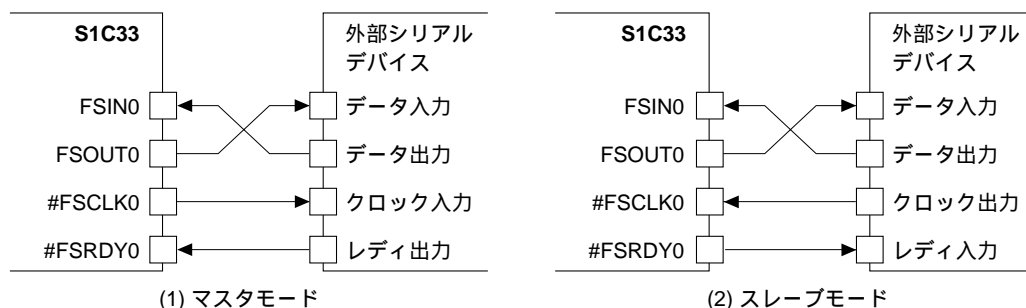 S1C33
外部シリアル
デバイス
FSIN0
データ入力
FSOUT0
データ出力
#FSCLK0
クロック入力
#FSRDY0
レディ出力
(1) マスタモード
S1C33
外部シリアル
デバイス
FSIN0
データ入力
FSOUT0
データ出力
#FSCLK0
クロック出力
#FSRDY0
レディ入力
(2) スレーブモード